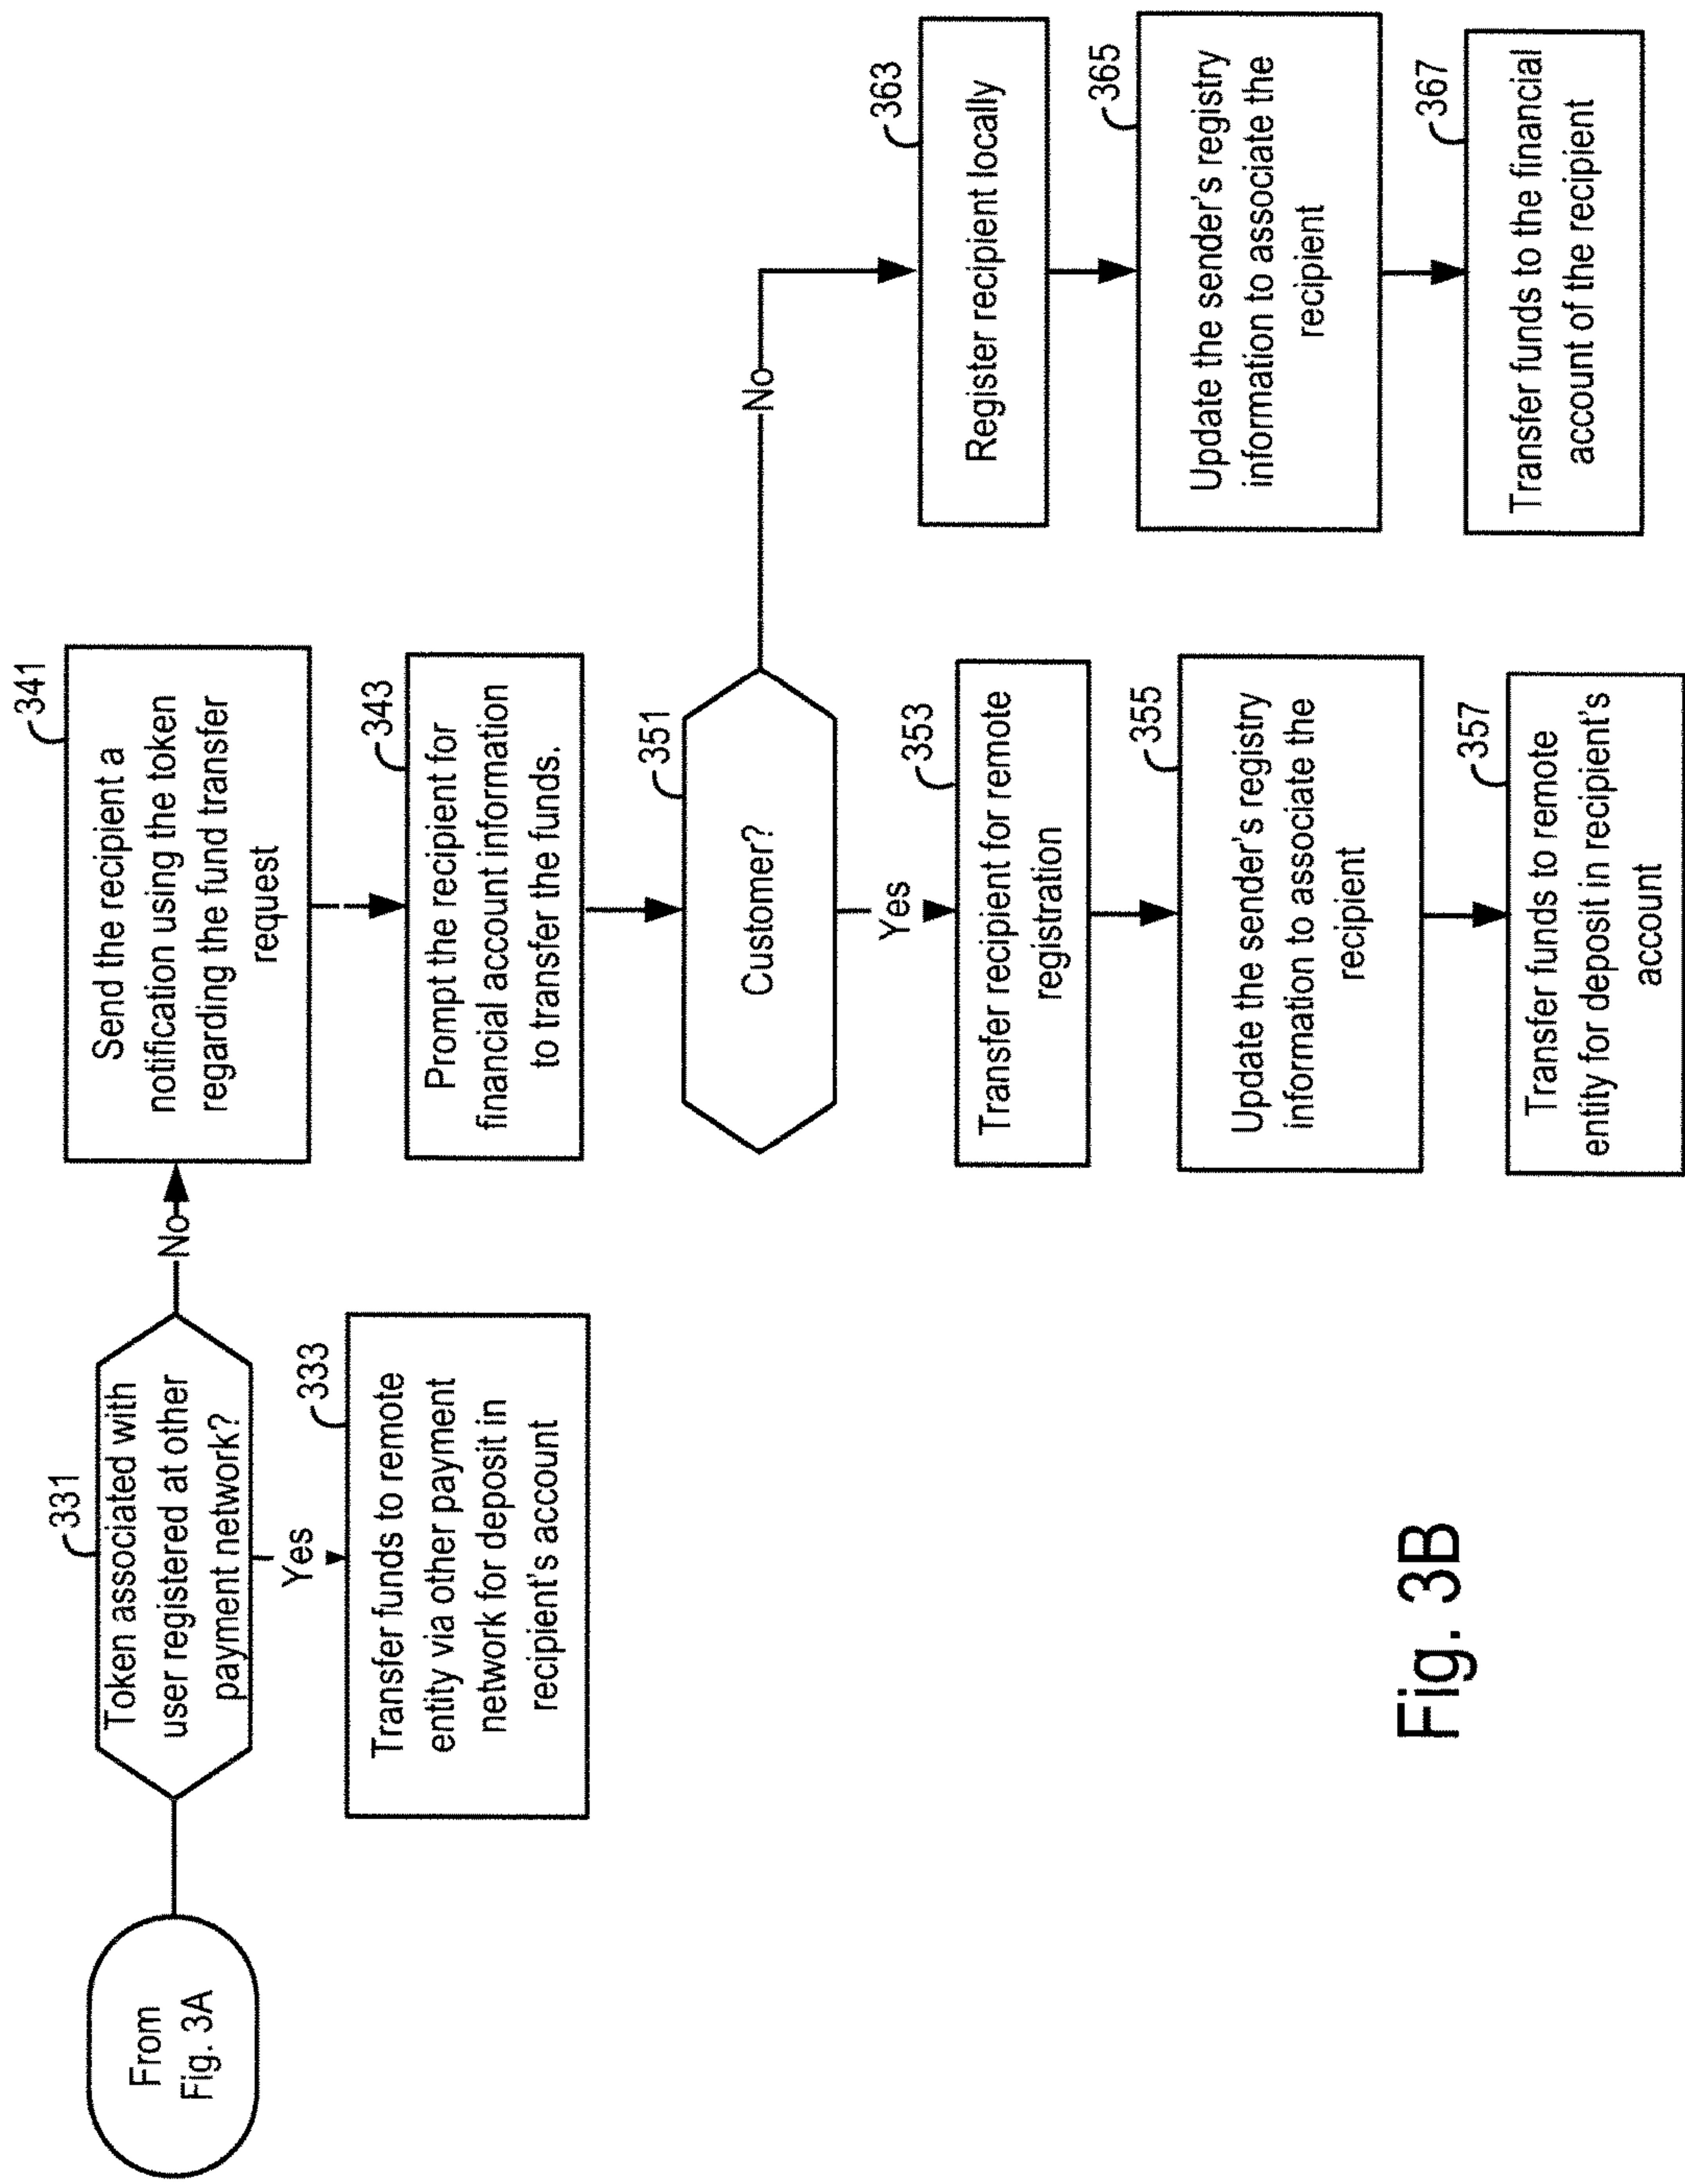 From
Fig. 3A
331
Token associated with
user registered at other
payment network?
Yes
No
333
Transfer funds to remote
entity via other payment
network for deposit in
recipient's account
341
Send the recipient a
notification using the token
regarding the fund transfer
request
343
Prompt the recipient for
financial account information
to transfer the funds.
351
Customer?
Yes
No
353
Transfer recipient for remote
registration
355
Update the sender's registry
information to associate the
recipient
357
Transfer funds to remote
entity for deposit in recipient's
account
363
Register recipient locally
365
Update the sender's registry
information to associate the
recipient
367
Transfer funds to the financial
account of the recipient
Fig. 3B